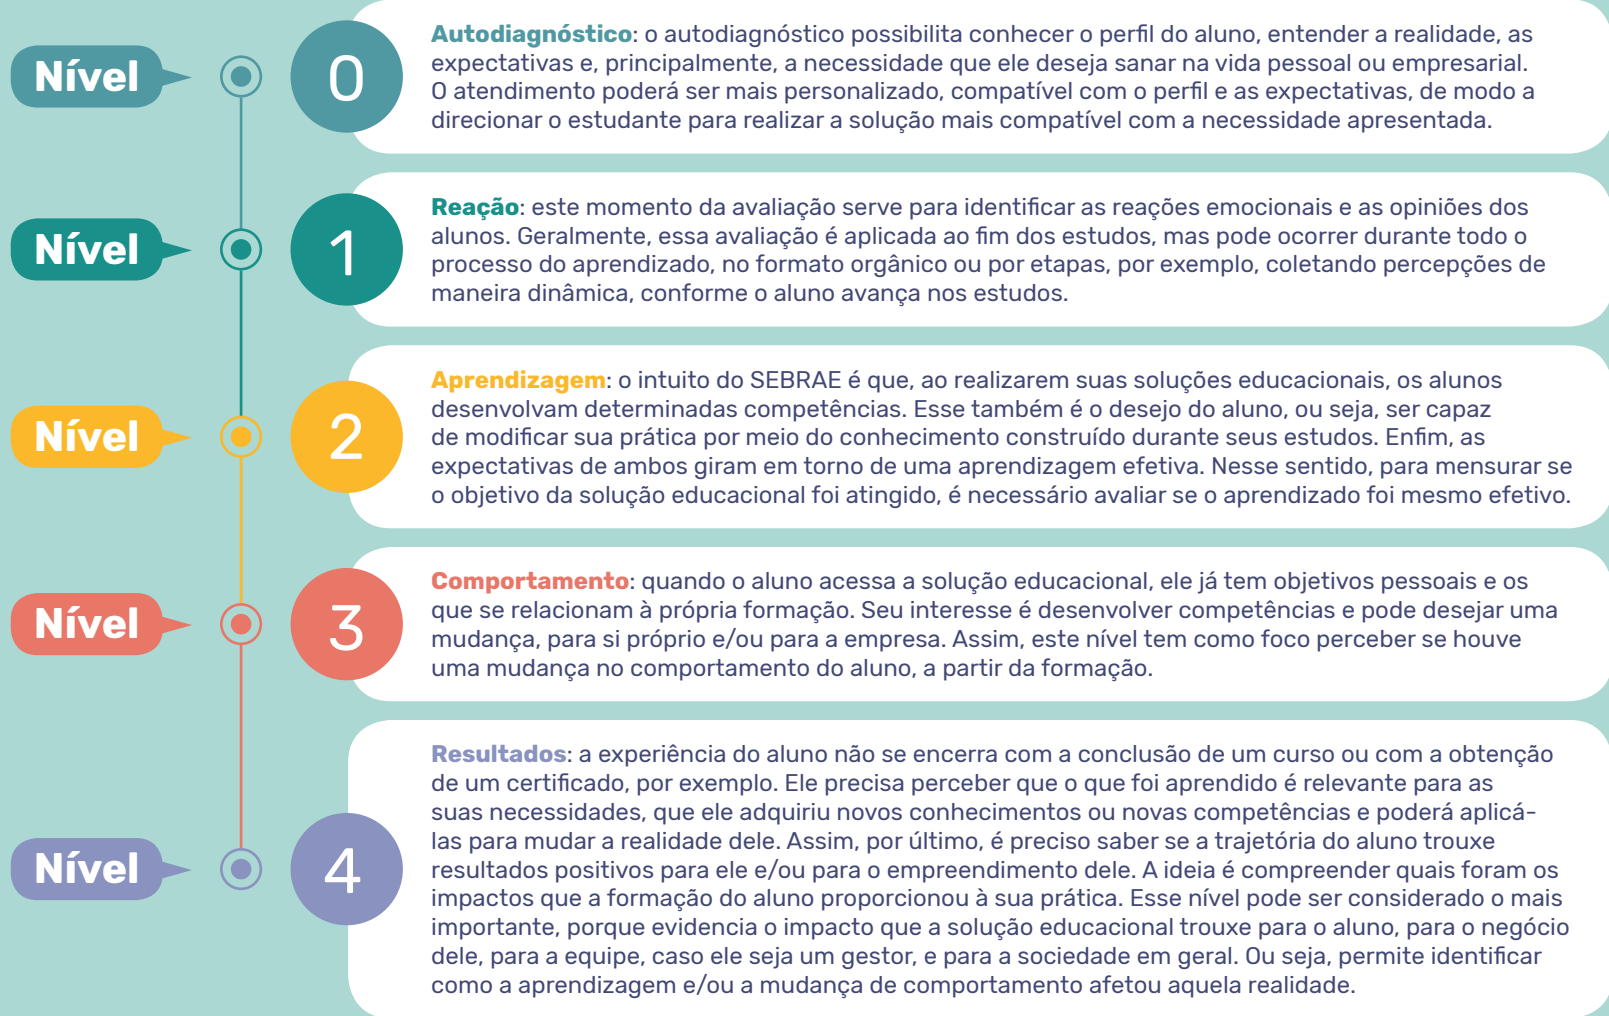 Nível
0
Autodiagnóstico: o autodiagnóstico possibilita conhecer o perfil do aluno, entender a realidade, as
expectativas e, principalmente, a necessidade que ele deseja sanar na vida pessoal ou empresarial.
O atendimento poderá ser mais personalizado, compatível com o perfil e as expectativas, de modo a
direcionar o estudante para realizar a solução mais compatível com a necessidade apresentada.
Nível
1
Reação: este momento da avaliação serve para identificar as reações emocionais e as opiniões dos
alunos. Geralmente, essa avaliação é aplicada ao fim dos estudos, mas pode ocorrer durante todo o
processo do aprendizado, no formato orgânico ou por etapas, por exemplo, coletando percepções de
maneira dinâmica, conforme o aluno avança nos estudos.
Nível
2
Aprendizagem: o intuito do SEBRAE é que, ao realizarem suas soluções educacionais, os alunos
desenvolvam determinadas competências. Esse também é o desejo do aluno, ou seja, ser capaz
de modificar sua prática por meio do conhecimento construído durante seus estudos. Enfim, as
expectativas de ambos giram em torno de uma aprendizagem efetiva. Nesse sentido, para mensurar se
o objetivo da solução educacional foi atingido, é necessário avaliar se o aprendizado foi mesmo efetivo.
Nível
3
Comportamento: quando o aluno acessa a solução educacional, ele já tem objetivos pessoais e os
que se relacionam à própria formação. Seu interesse é desenvolver competências e pode desejar uma
mudança, para si próprio e/ou para a empresa. Assim, este nível tem como foco perceber se houve
uma mudança no comportamento do aluno, a partir da formação.
Nível
4
Resultados: a experiência do aluno não se encerra com a conclusão de um curso ou com a obtenção
de um certificado, por exemplo. Ele precisa perceber que o que foi aprendido é relevante para as
suas necessidades, que ele adquiriu novos conhecimentos ou novas competências e poderá aplicá-
las para mudar a realidade dele. Assim, por último, é preciso saber se a trajetória do aluno trouxe
resultados positivos para ele e/ou para o empreendimento dele. A ideia é compreender quais foram os
impactos que a formação do aluno proporcionou à sua prática. Esse nível pode ser considerado o mais
importante, porque evidencia o impacto que a solução educacional trouxe para o aluno, para o negócio
dele, para a equipe, caso ele seja um gestor, e para a sociedade em geral. Ou seja, permite identificar
como a aprendizagem e/ou a mudança de comportamento afetou aquela realidade.